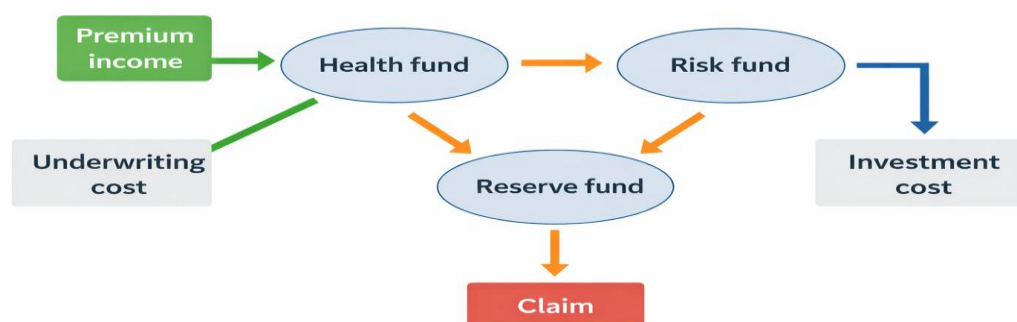 Premium
income
Health fund
Risk fund
Underwriting
cost
Reserve fund
Investment
cost
Claim